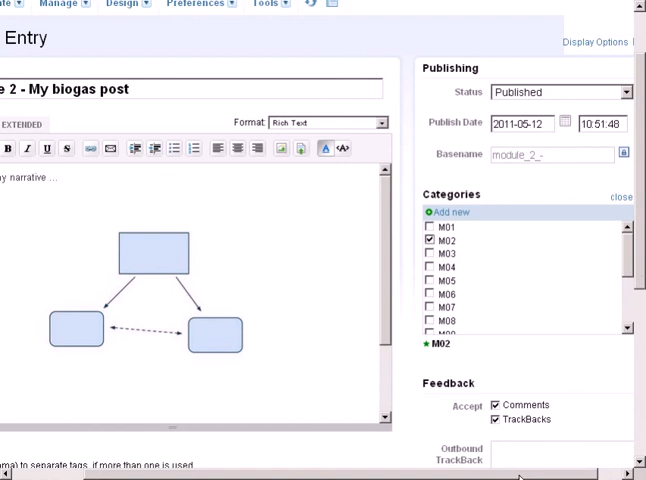 Manage Design Preferences Tools
Entry
Display Options
2 - My biogas post
EXTENDED
Format: Rich Text
B I U S A <A>
narrative ...
Publishing
Status Published
Publish Date 2011-05-12 10:51:48
Basename module_2_-
Categories close
Add new
M01
M02
M03
M04
M05
M06
M07
M08
M02
Feedback
Accept Comments
TrackBacks
Outbound
TrackBack
to separate tags, if more than one is used